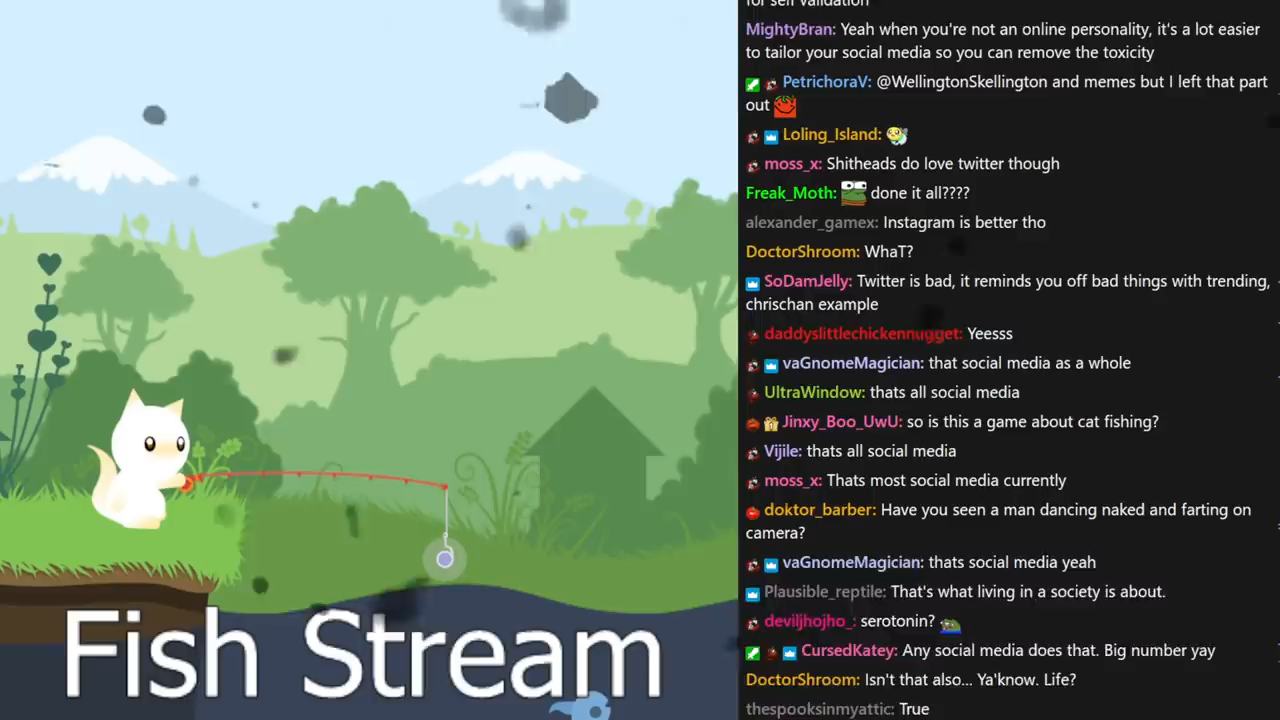 for self validation
MightyBran: Yeah when you're not an online personality, it's a lot easier
to tailor your social media so you can remove the toxicity
PetrichoraV: @WellingtonSkellington and memes but I left that part
out
Loling_Island:
moss_x: Shitheads do love twitter though
Freak_Moth: done it all????
alexander_gamex: Instagram is better tho
DoctorShroom: WhaT?
SoDamJelly: Twitter is bad, it reminds you off bad things with trending,
chrischan example
daddyslittlechickennugget: Yeesss
vaGnomeMagician: that social media as a whole
UltraWindow: thats all social media
Jinxy_Boo_UwU: so is this a game about cat fishing?
Vijile: thats all social media
moss_x: Thats most social media currently
doktor_barber: Have you seen a man dancing naked and farting on
camera?
vaGnomeMagician: thats social media yeah
Plausible_reptile: That's what living in a society is about.
deviljhojho_: serotonin?
CursedKatey: Any social media does that. Big number yay
DoctorShroom: Isn't that also... Ya'know. Life?
thespooksinmyattic: True
Fish Stream